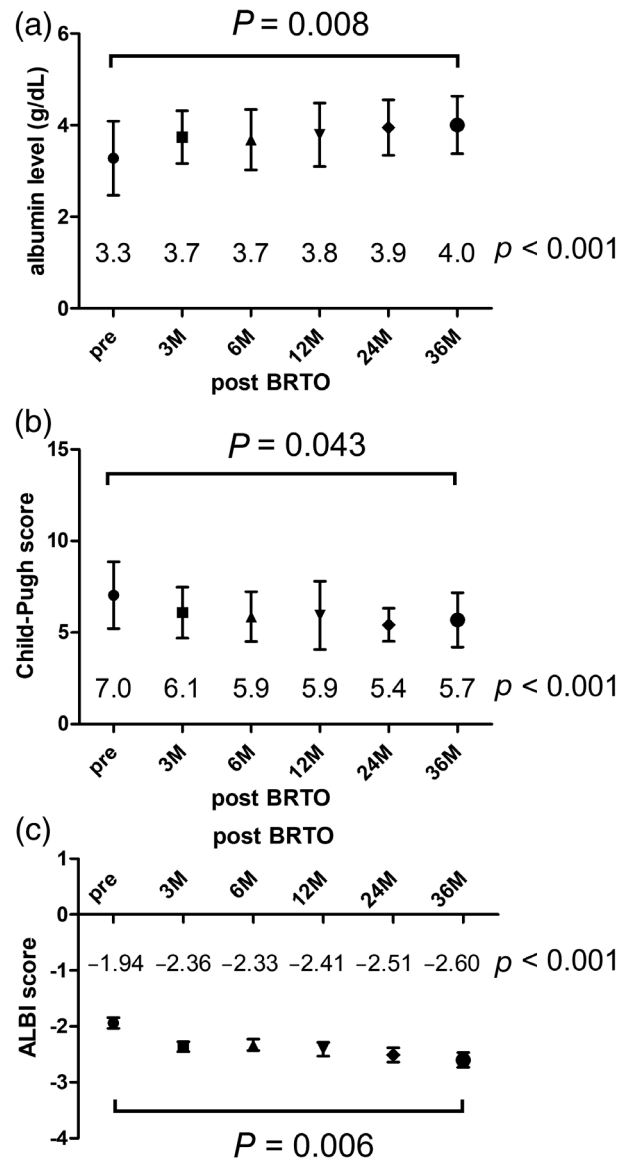 (a)
P = 0.008
6
4
2
0
albumin level (g/dL)
3.3 3.7 3.7 3.8 3.9 4.0 p < 0.001
pre 3M 6M 12M 24M 36M
post BRTO
(b)
P = 0.043
15
10
5
0
Child-Pugh score
7.0 6.1 5.9 5.9 5.4 5.7 p < 0.001
pre 3M 6M 12M 24M 36M
post BRTO
(c)
post BRTO
pre 3M 6M 12M 24M 36M
1
0
-1
-2
-3
-4
ALBI score
−1.94 −2.36 −2.33 −2.41 −2.51 −2.60 p < 0.001
P = 0.006